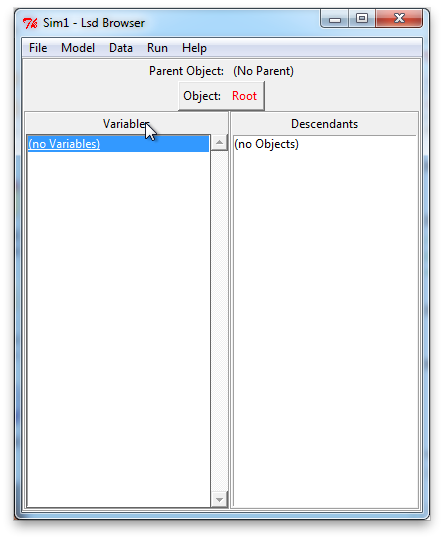 Sim1 - Lsd Browser
File Model Data Run Help
Parent Object: (No Parent)
Object: Root
Variables Descendants
(no Variables) (no Objects)